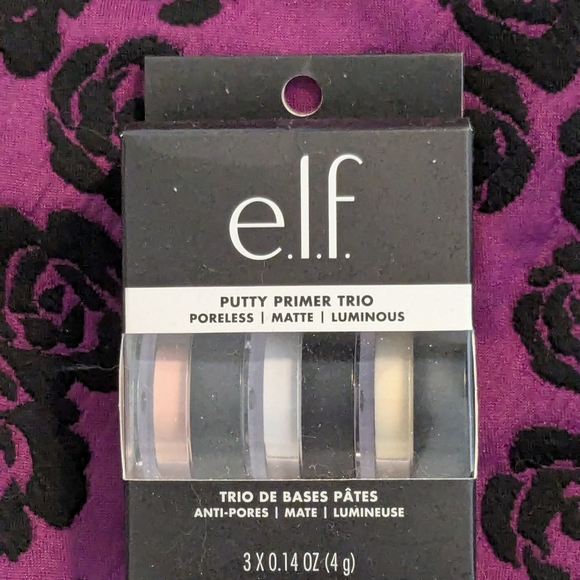 e.l.f.
PUTTY PRIMER TRIO
PORELESS | MATTE | LUMINOUS
TRIO DE BASES PÂTES
ANTI-PORES | MATE | LUMINEUSE
3 X 0.14 OZ (4 g)